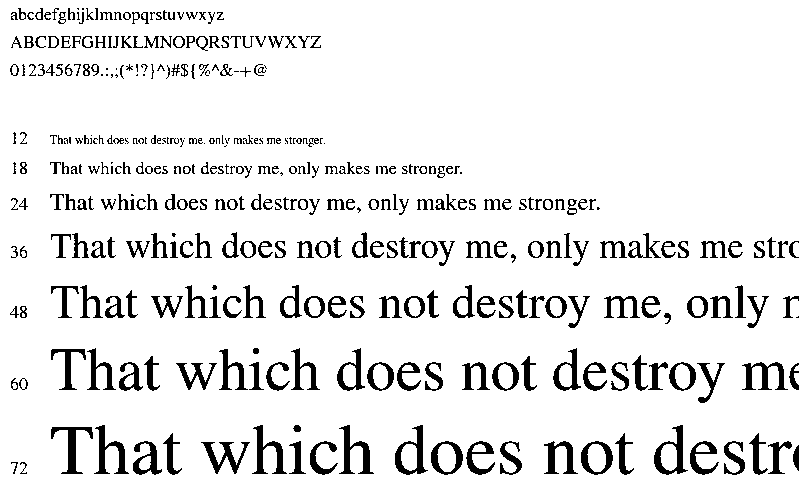 abcdefghijklmnopqrstuvwxyz
ABCDEFGHIJKLMNOPQRSTUVWXYZ
0123456789.:,;(*!?}^)#${%^&-+@
12 That which does not destroy me, only makes me stronger.
18 That which does not destroy me, only makes me stronger.
24 That which does not destroy me, only makes me stronger.
36 That which does not destroy me, only makes me stro
48 That which does not destroy me, only m
60 That which does not destroy me
72 That which does not destro